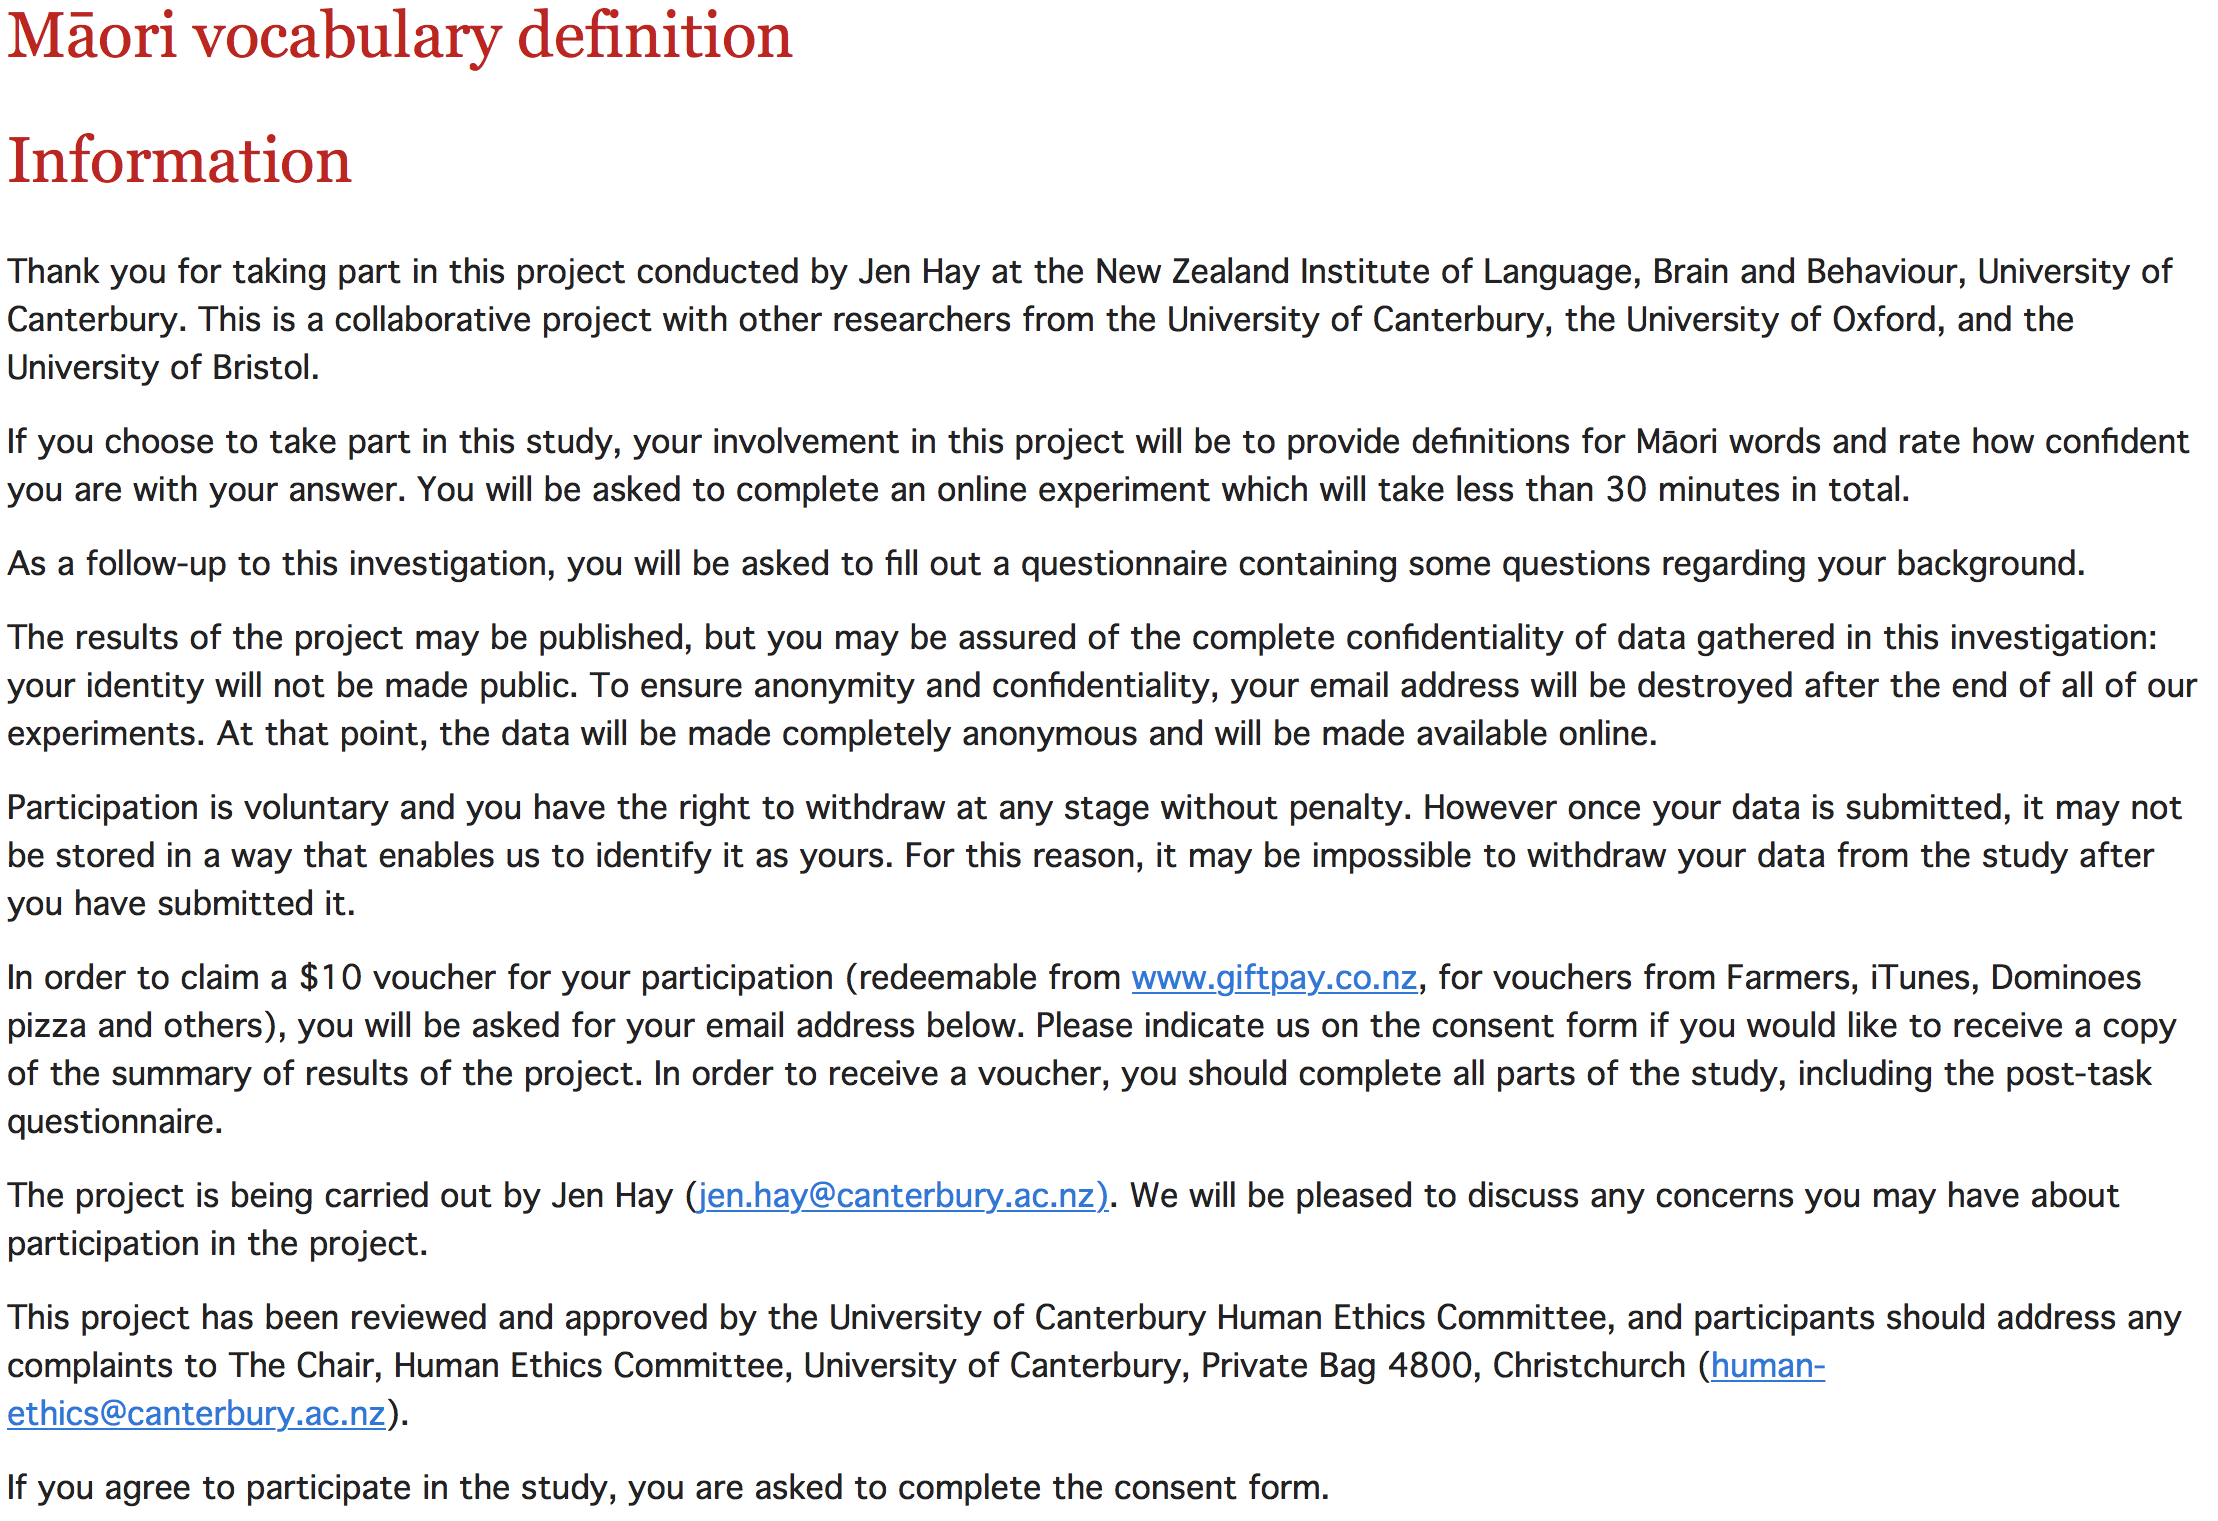 Māori vocabulary definition
Information
Thank you for taking part in this project conducted by Jen Hay at the New Zealand Institute of Language, Brain and Behaviour, University of
Canterbury. This is a collaborative project with other researchers from the University of Canterbury, the University of Oxford, and the
University of Bristol.
If you choose to take part in this study, your involvement in this project will be to provide definitions for Māori words and rate how confident
you are with your answer. You will be asked to complete an online experiment which will take less than 30 minutes in total.
As a follow-up to this investigation, you will be asked to fill out a questionnaire containing some questions regarding your background.
The results of the project may be published, but you may be assured of the complete confidentiality of data gathered in this investigation:
your identity will not be made public. To ensure anonymity and confidentiality, your email address will be destroyed after the end of all of our
experiments. At that point, the data will be made completely anonymous and will be made available online.
Participation is voluntary and you have the right to withdraw at any stage without penalty. However once your data is submitted, it may not
be stored in a way that enables us to identify it as yours. For this reason, it may be impossible to withdraw your data from the study after
you have submitted it.
In order to claim a $10 voucher for your participation (redeemable from www.giftpay.co.nz, for vouchers from Farmers, iTunes, Dominoes
pizza and others), you will be asked for your email address below. Please indicate us on the consent form if you would like to receive a copy
of the summary of results of the project. In order to receive a voucher, you should complete all parts of the study, including the post-task
questionnaire.
The project is being carried out by Jen Hay (jen.hay@canterbury.ac.nz). We will be pleased to discuss any concerns you may have about
participation in the project.
This project has been reviewed and approved by the University of Canterbury Human Ethics Committee, and participants should address any
complaints to The Chair, Human Ethics Committee, University of Canterbury, Private Bag 4800, Christchurch (human-
ethics@canterbury.ac.nz).
If you agree to participate in the study, you are asked to complete the consent form.